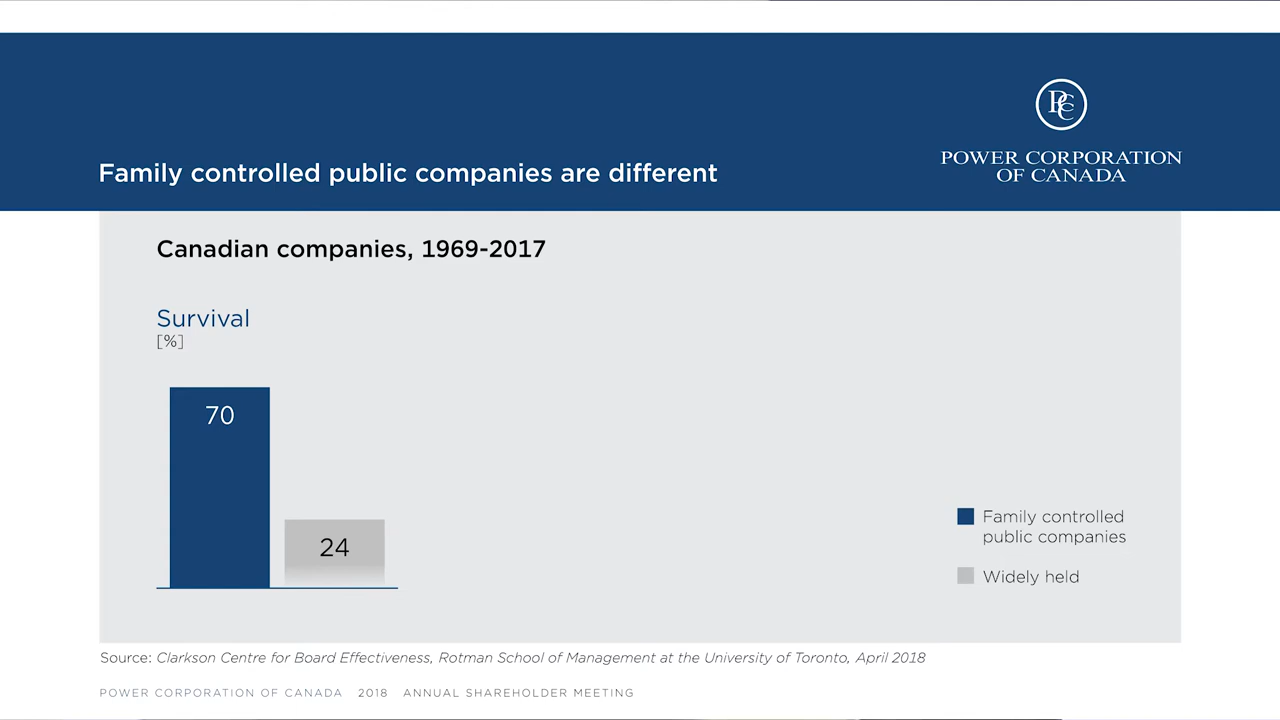 PCC
POWER CORPORATION
OF CANADA
Family controlled public companies are different
Canadian companies, 1969-2017
Survival
[%]
70
24
Family controlled
public companies
Widely held
Source: Clarkson Centre for Board Effectiveness, Rotman School of Management at the University of Toronto, April 2018
POWER CORPORATION OF CANADA 2018 ANNUAL SHAREHOLDER MEETING